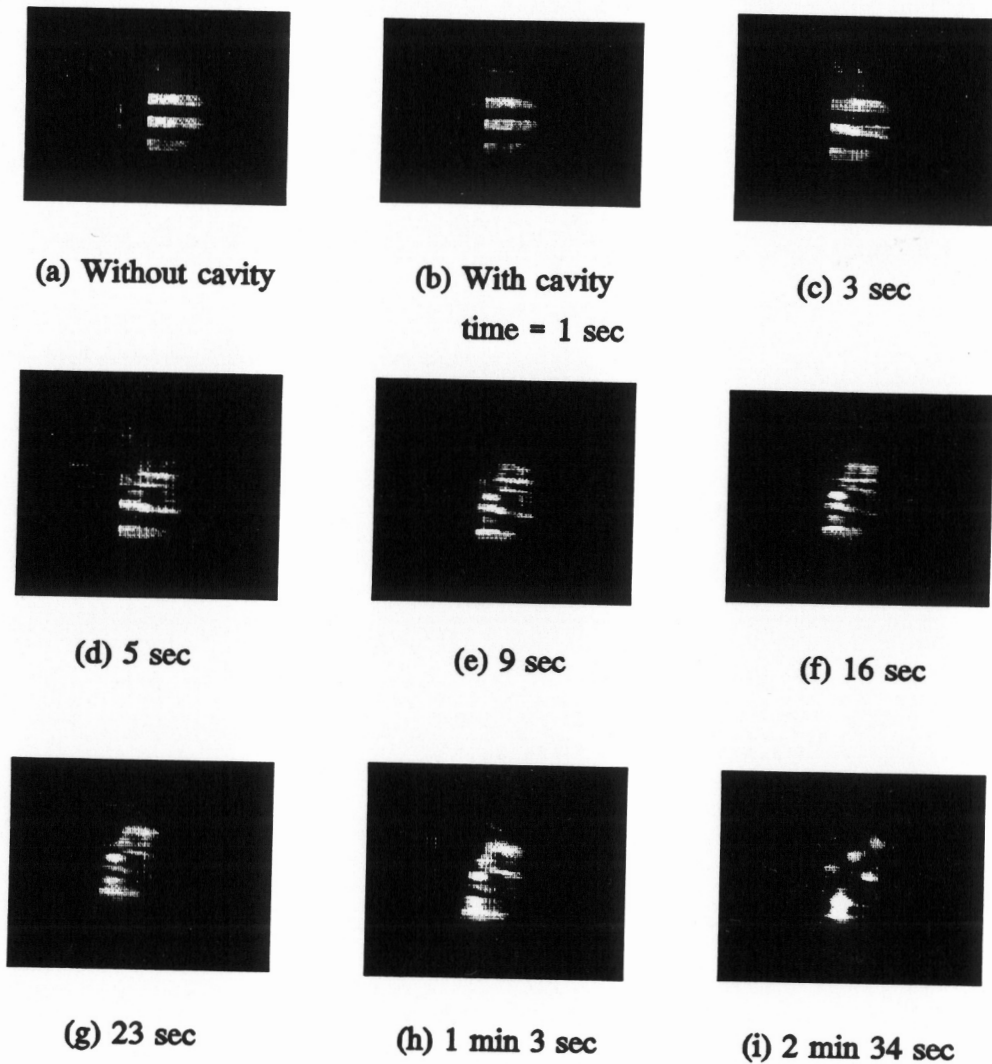 (a) Without cavity
(b) With cavity
time = 1 sec
(c) 3 sec
(d) 5 sec
(e) 9 sec
(f) 16 sec
(g) 23 sec
(h) 1 min 3 sec
(i) 2 min 34 sec